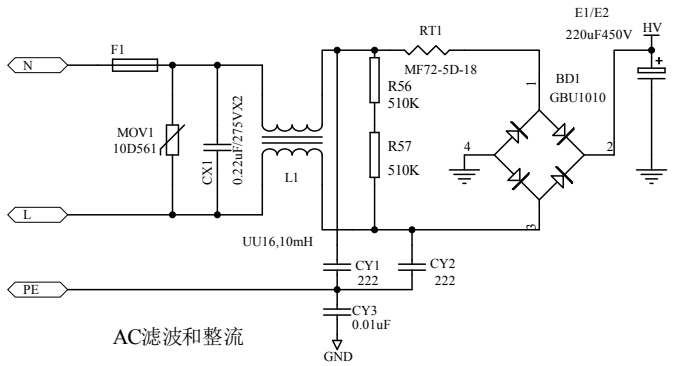 E1/E2
220uF450V
HV
+
RT1
MF72-5D-18
F1
N
R56
510K
BD1
GBU1010
1
MOV1
10D561
CX1
0.22uF/275VX2
L1
R57
510K
4
2
3
L
UU16,10mH
CY1
222
CY2
222
PE
CY3
0.01uF
AC滤波和整流
GND